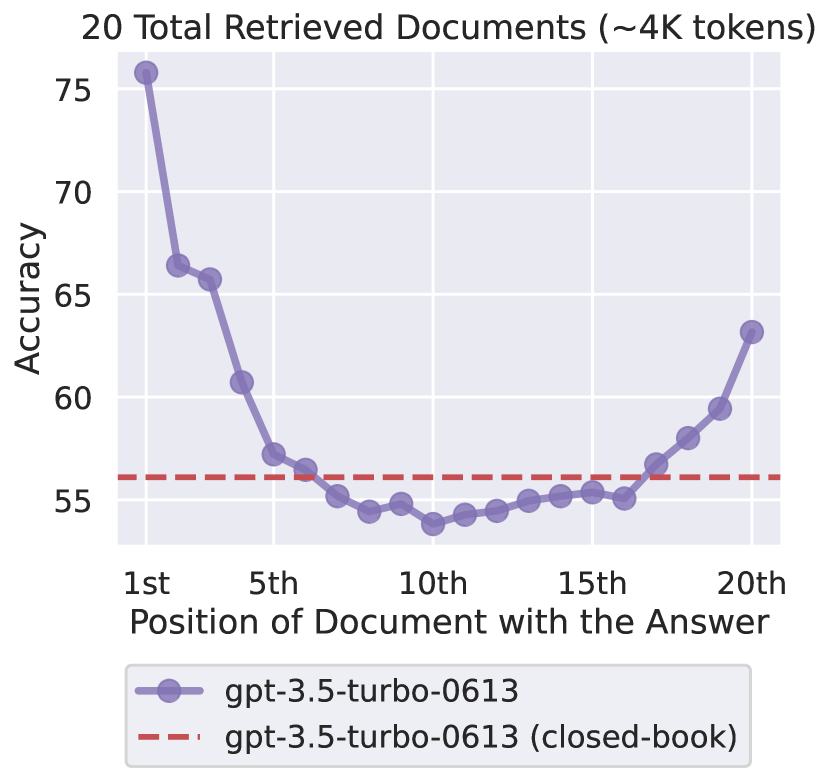 20 Total Retrieved Documents (~4K tokens)
75
70
65
60
55
Accuracy
1st 5th 10th 15th 20th
Position of Document with the Answer
gpt-3.5-turbo-0613
gpt-3.5-turbo-0613 (closed-book)